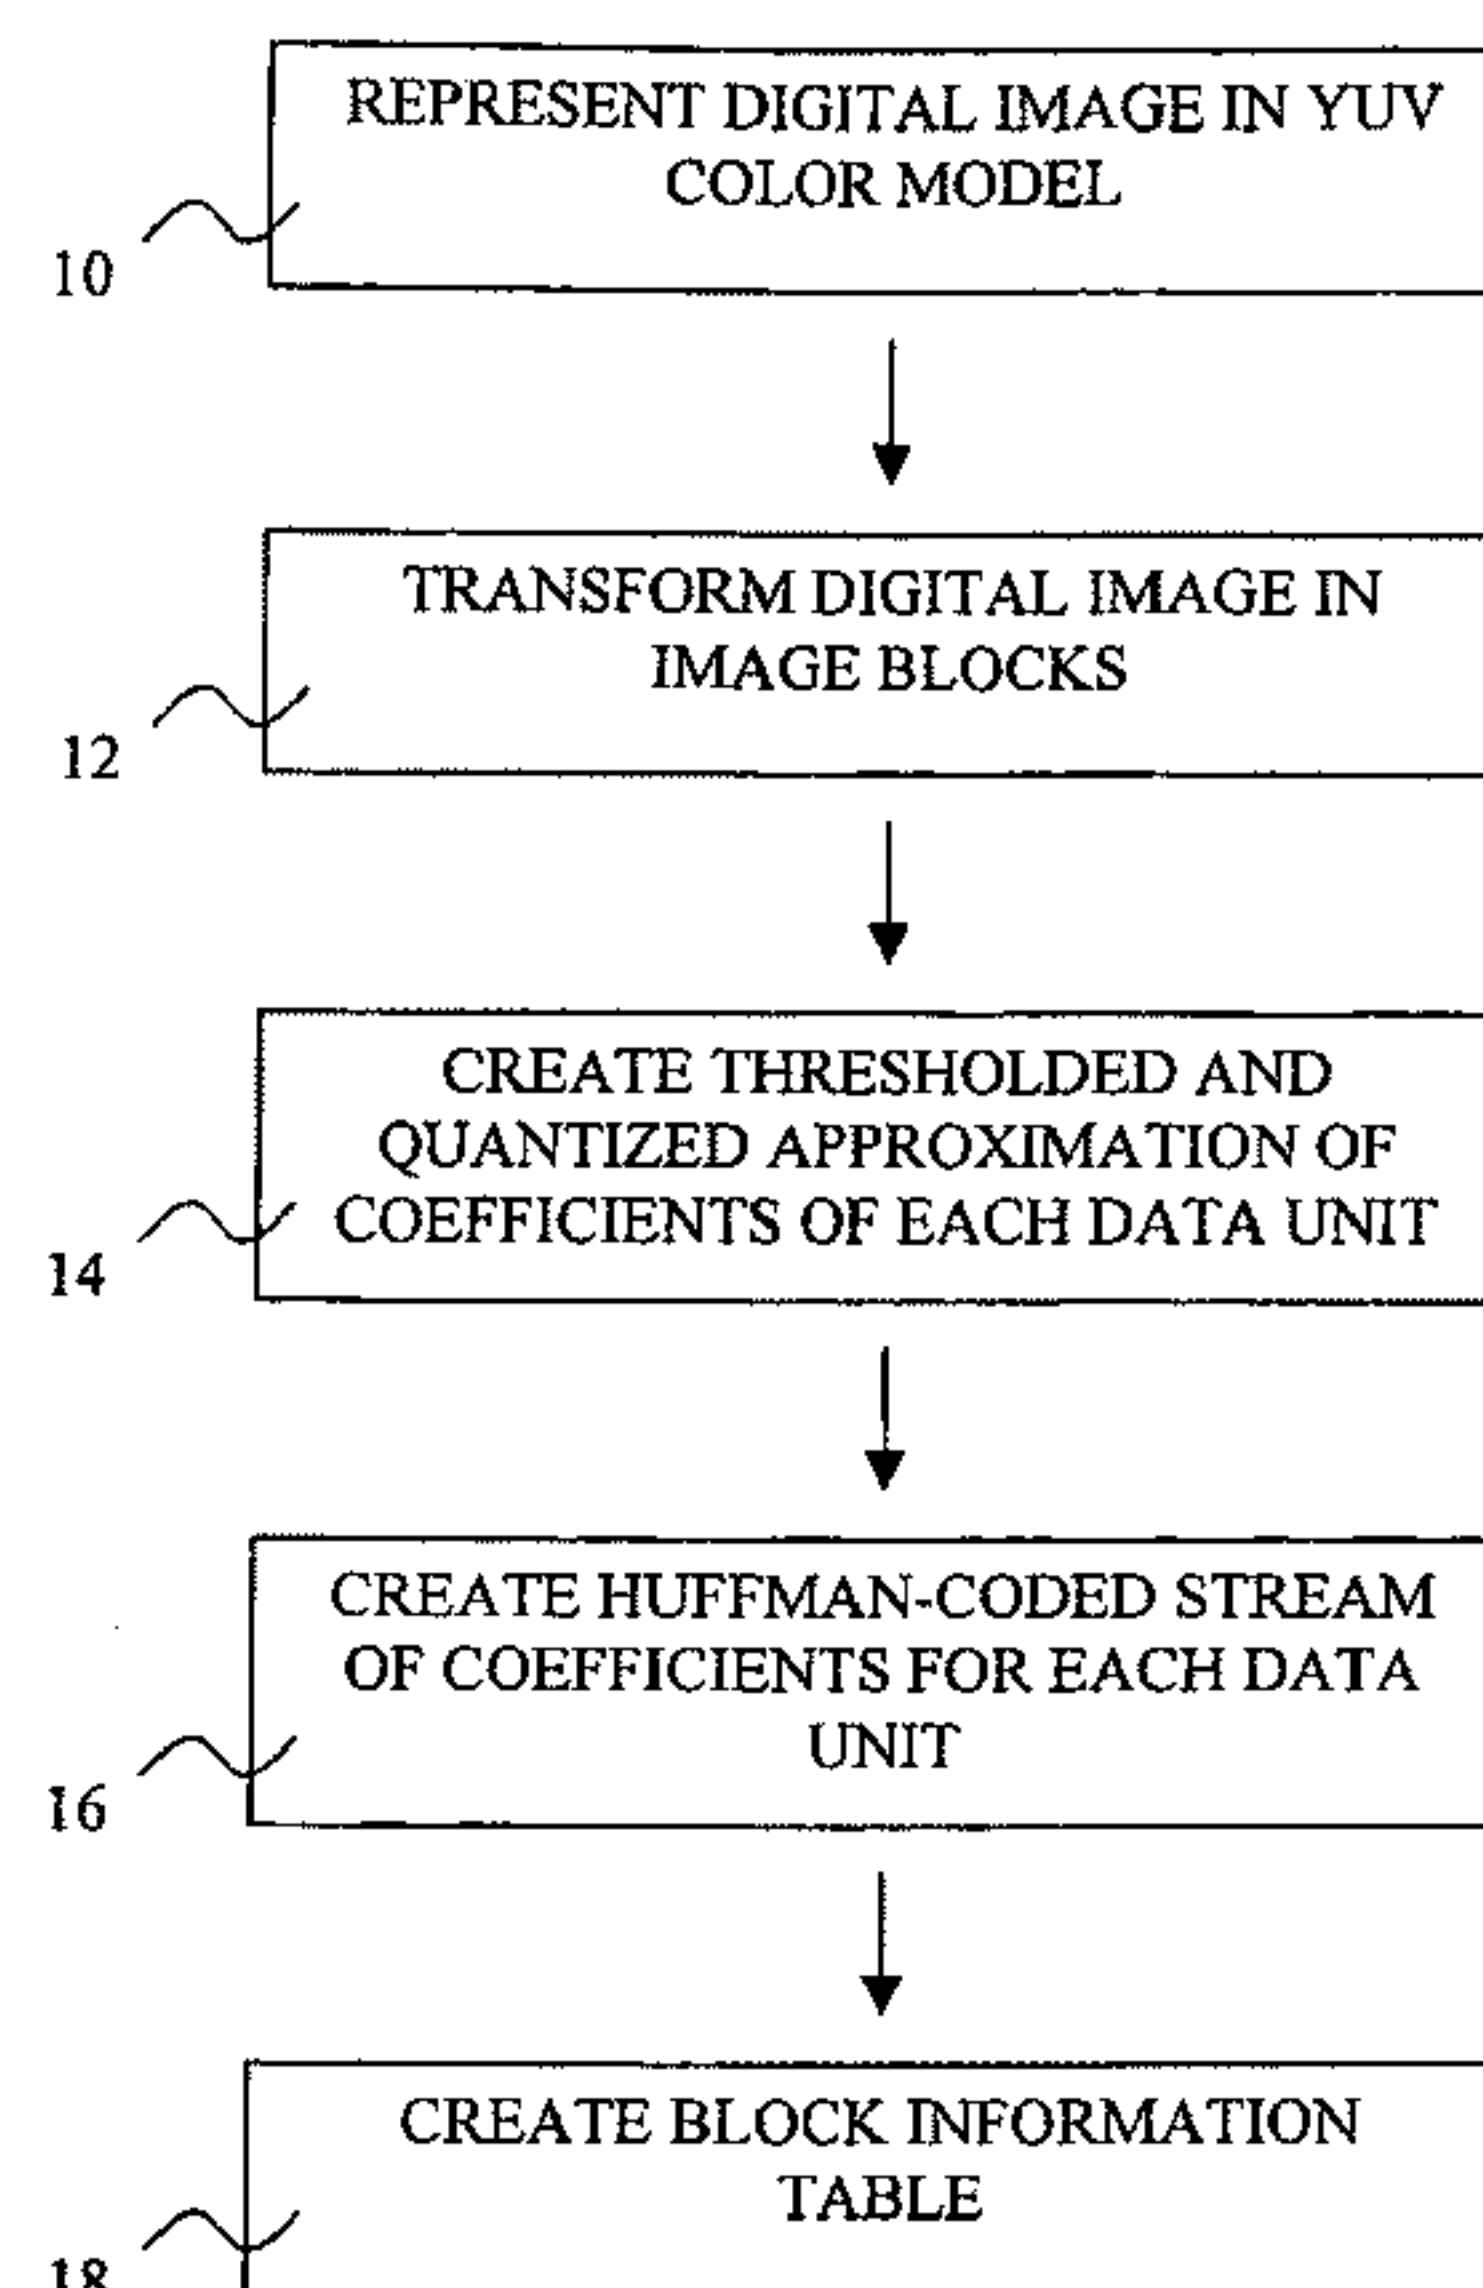 REPRESENT DIGITAL IMAGE IN YUV
COLOR MODEL
10
TRANSFORM DIGITAL IMAGE IN
IMAGE BLOCKS
12
CREATE THRESHOLDED AND
QUANTIZED APPROXIMATION OF
COEFFICIENTS OF EACH DATA UNIT
14
CREATE HUFFMAN-CODED STREAM
OF COEFFICIENTS FOR EACH DATA
UNIT
16
CREATE BLOCK INFORMATION
TABLE
18